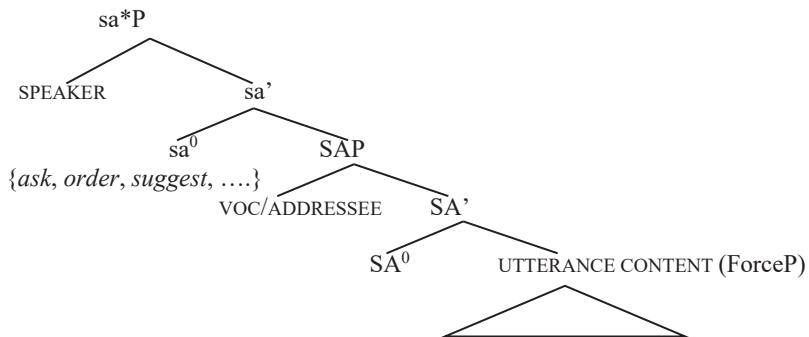 sa*P
SPEAKER sa’
sa⁰ SAP
{ask, order, suggest, ….}
VOC/ADDRESSEE SA’
SA⁰ UTTERANCE CONTENT (ForceP)